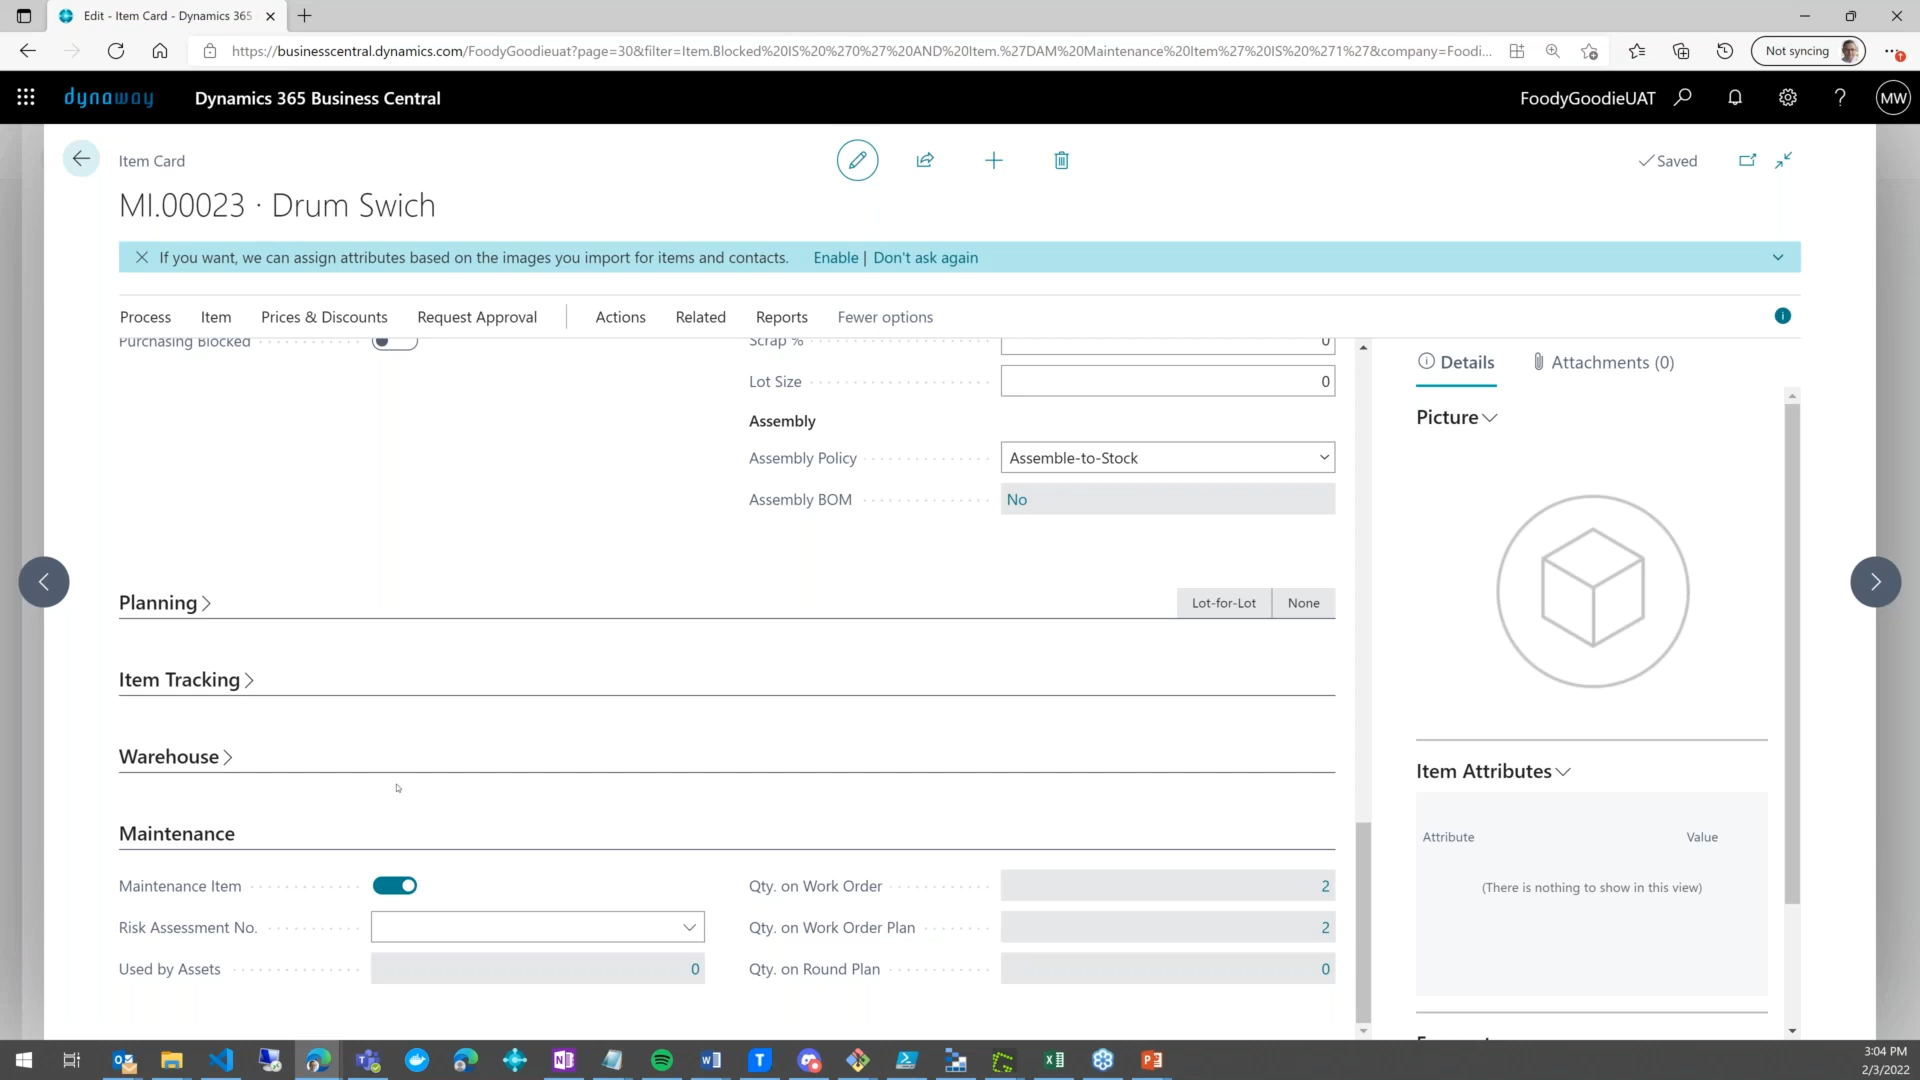 Edit - Item Card - Dynamics 365
https://businesscentral.dynamics.com/FoodyGoodieuat?page=30&filter=Item.Blocked%20IS%20%270%27%20AND%20Item.%27DAM%20Maintenance%20Item%27%20IS%20%271%27&company=Foodi...
Not syncing
dynaway
Dynamics 365 Business Central
FoodyGoodieUAT
?
MW
Item Card
Saved
MI.00023 · Drum Swich
If you want, we can assign attributes based on the images you import for items and contacts. Enable | Don't ask again
Process
Item
Prices & Discounts
Request Approval
Actions
Related
Reports
Fewer options
Purchasing Blocked
Scrap % 0
Lot Size 0
Assembly
Assembly Policy Assemble-to-Stock
Assembly BOM No
Planning
Lot-for-Lot
None
Item Tracking
Warehouse
Maintenance
Maintenance Item
Risk Assessment No.
Used by Assets 0
Qty. on Work Order 2
Qty. on Work Order Plan 2
Qty. on Round Plan 0
Details
Attachments (0)
Picture
Item Attributes
Attribute Value
(There is nothing to show in this view)
3:04 PM
2/3/2022